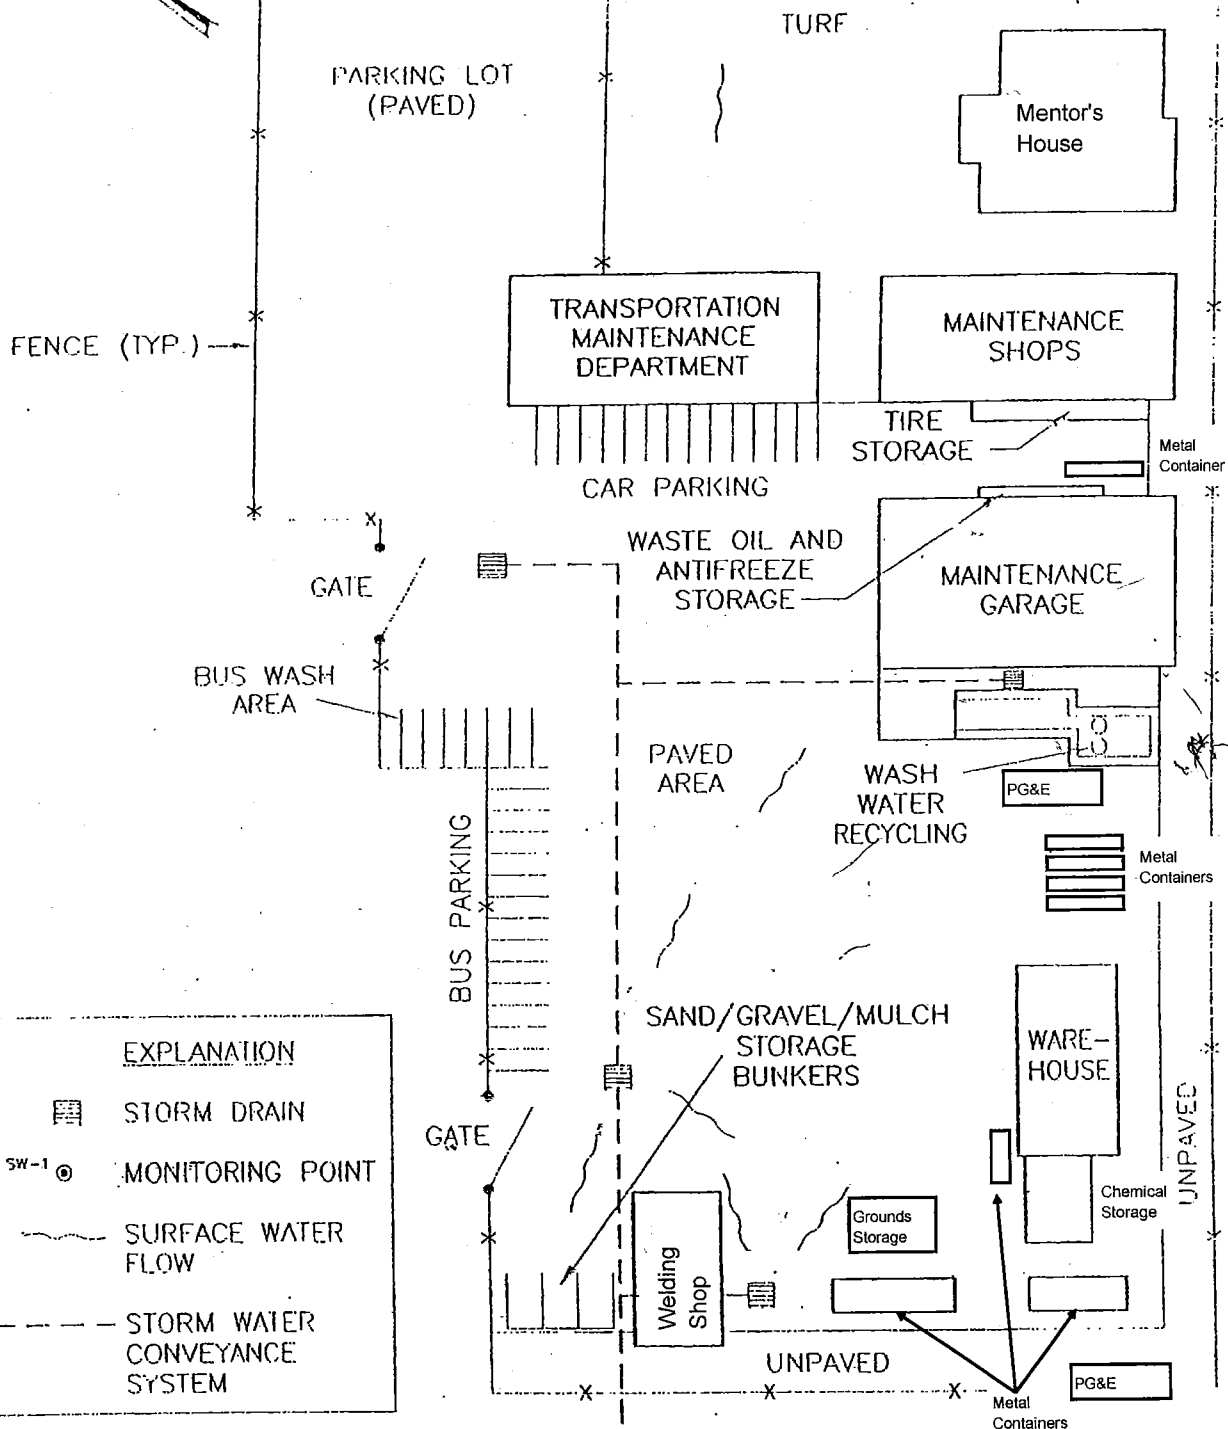 TURF
PARKING LOT
(PAVED)
Mentor's
House
TRANSPORTATION
MAINTENANCE
DEPARTMENT
MAINTENANCE
SHOPS
FENCE (TYP.)
TIRE
STORAGE
Metal
Container
CAR PARKING
WASTE OIL AND
ANTIFREEZE
STORAGE
MAINTENANCE
GARAGE
GATE
BUS WASH
AREA
PAVED
AREA
WASH
WATER
RECYCLING
PG&E
BUS PARKING
Metal
Containers
SAND/GRAVEL/MULCH
STORAGE
BUNKERS
WARE-
HOUSE
UNPAVED
GATE
Chemical
Storage
Grounds
Storage
Welding
Shop
UNPAVED
PG&E
Metal
Containers
EXPLANATION
STORM DRAIN
SW-1
MONITORING POINT
SURFACE WATER
FLOW
STORM WATER
CONVEYANCE
SYSTEM